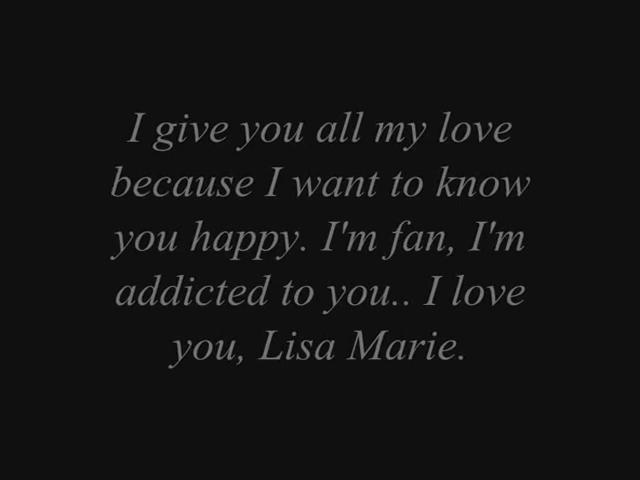 I give you all my love
because I want to know
you happy. I'm fan, I'm
addicted to you.. I love
you, Lisa Marie.